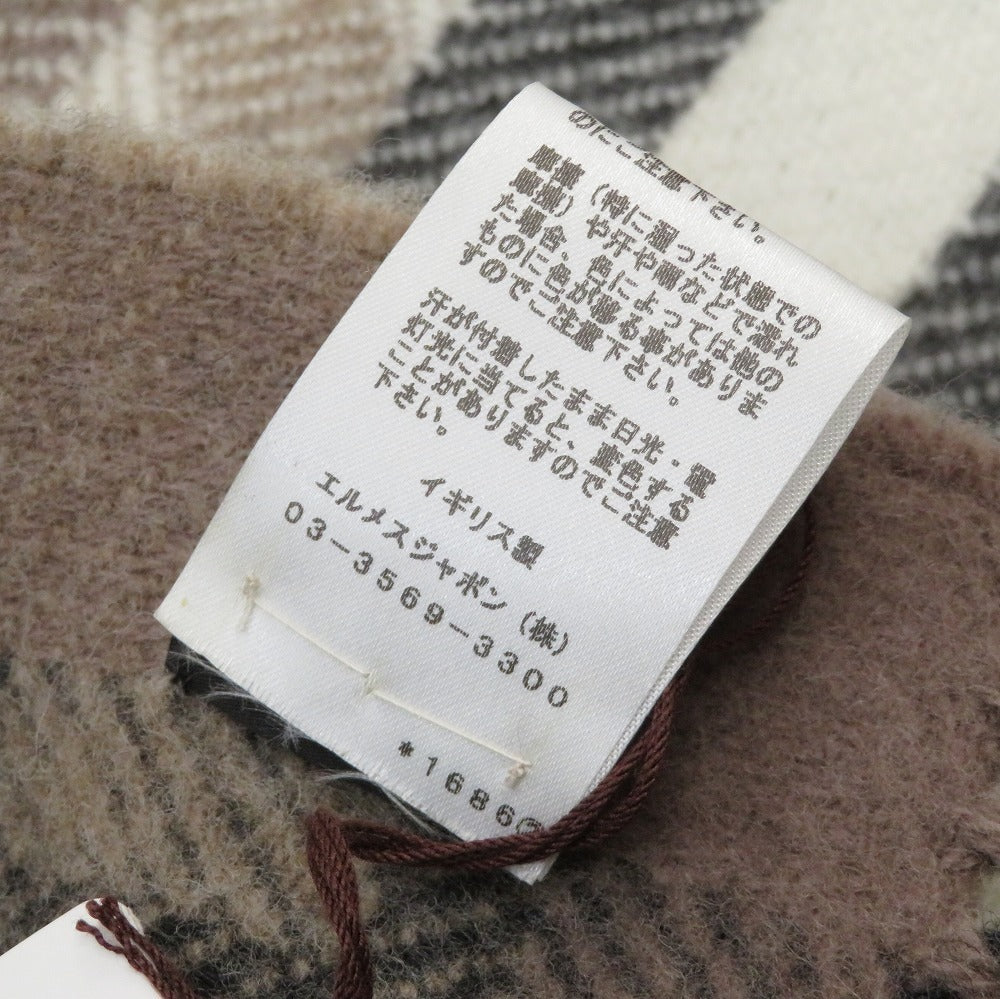 のにご注意下さい。
摩擦（特に湿った状態での
摩擦）や汗や雨などで濡れ
た場合、色によっては他の
ものに色が移る事がありま
すのでご注意下さい。
汗が付着したまま日光・電
灯光に当てると、変色する
ことがありますのでご注意
下さい。
イギリス製
エルメスジャポン（株）
03－3569－3300
*1686